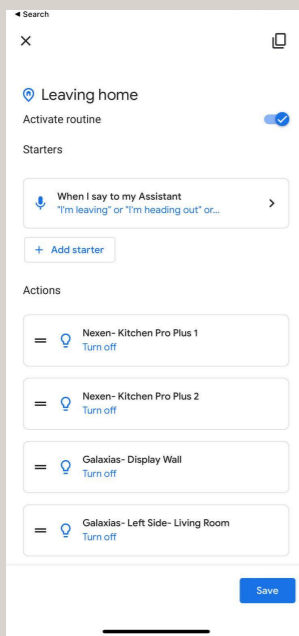 ◄ Search
Leaving home
Activate routine
Starters
When I say to my Assistant
"I'm leaving" or "I'm heading out" or...
+ Add starter
Actions
Nexen- Kitchen Pro Plus 1
Turn off
Nexen- Kitchen Pro Plus 2
Turn off
Galaxias- Display Wall
Turn off
Galaxias- Left Side- Living Room
Turn off
Save